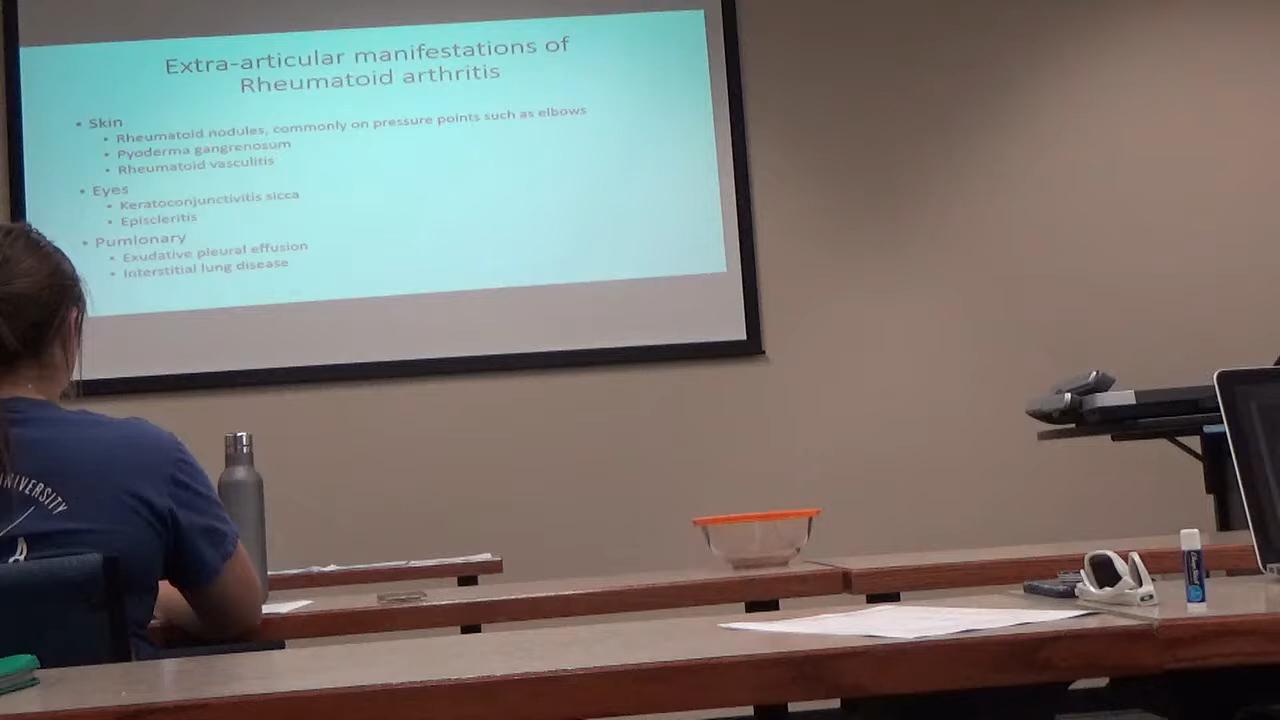 Extra-articular manifestations of
Rheumatoid arthritis
• Skin
• Rheumatoid nodules, commonly on pressure points such as elbows
• Pyoderma gangrenosum
• Rheumatoid vasculitis
• Eyes
• Keratoconjunctivitis sicca
• Episcleritis
• Pumlonary
• Exudative pleural effusion
• Interstitial lung disease
UNIVERSITY